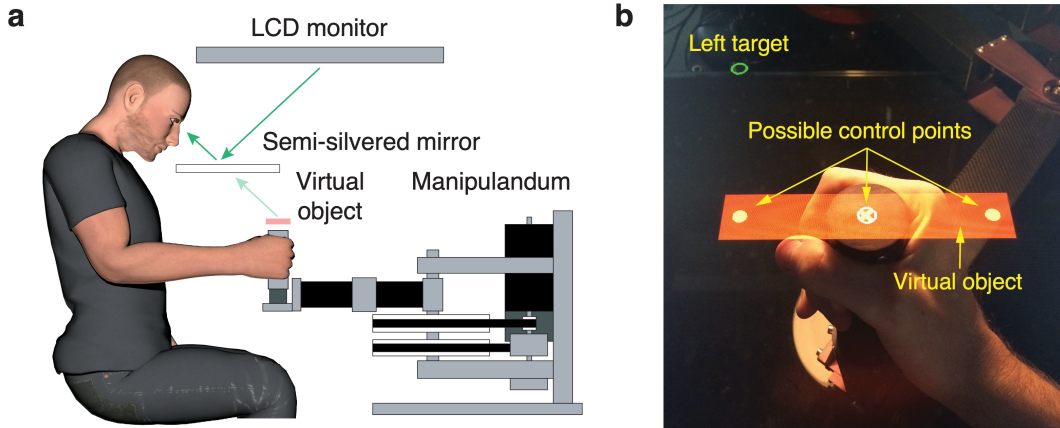 a
LCD monitor
Semi-silvered mirror
Virtual
object
Manipulandum
b
Left target
Possible control points
Virtual object